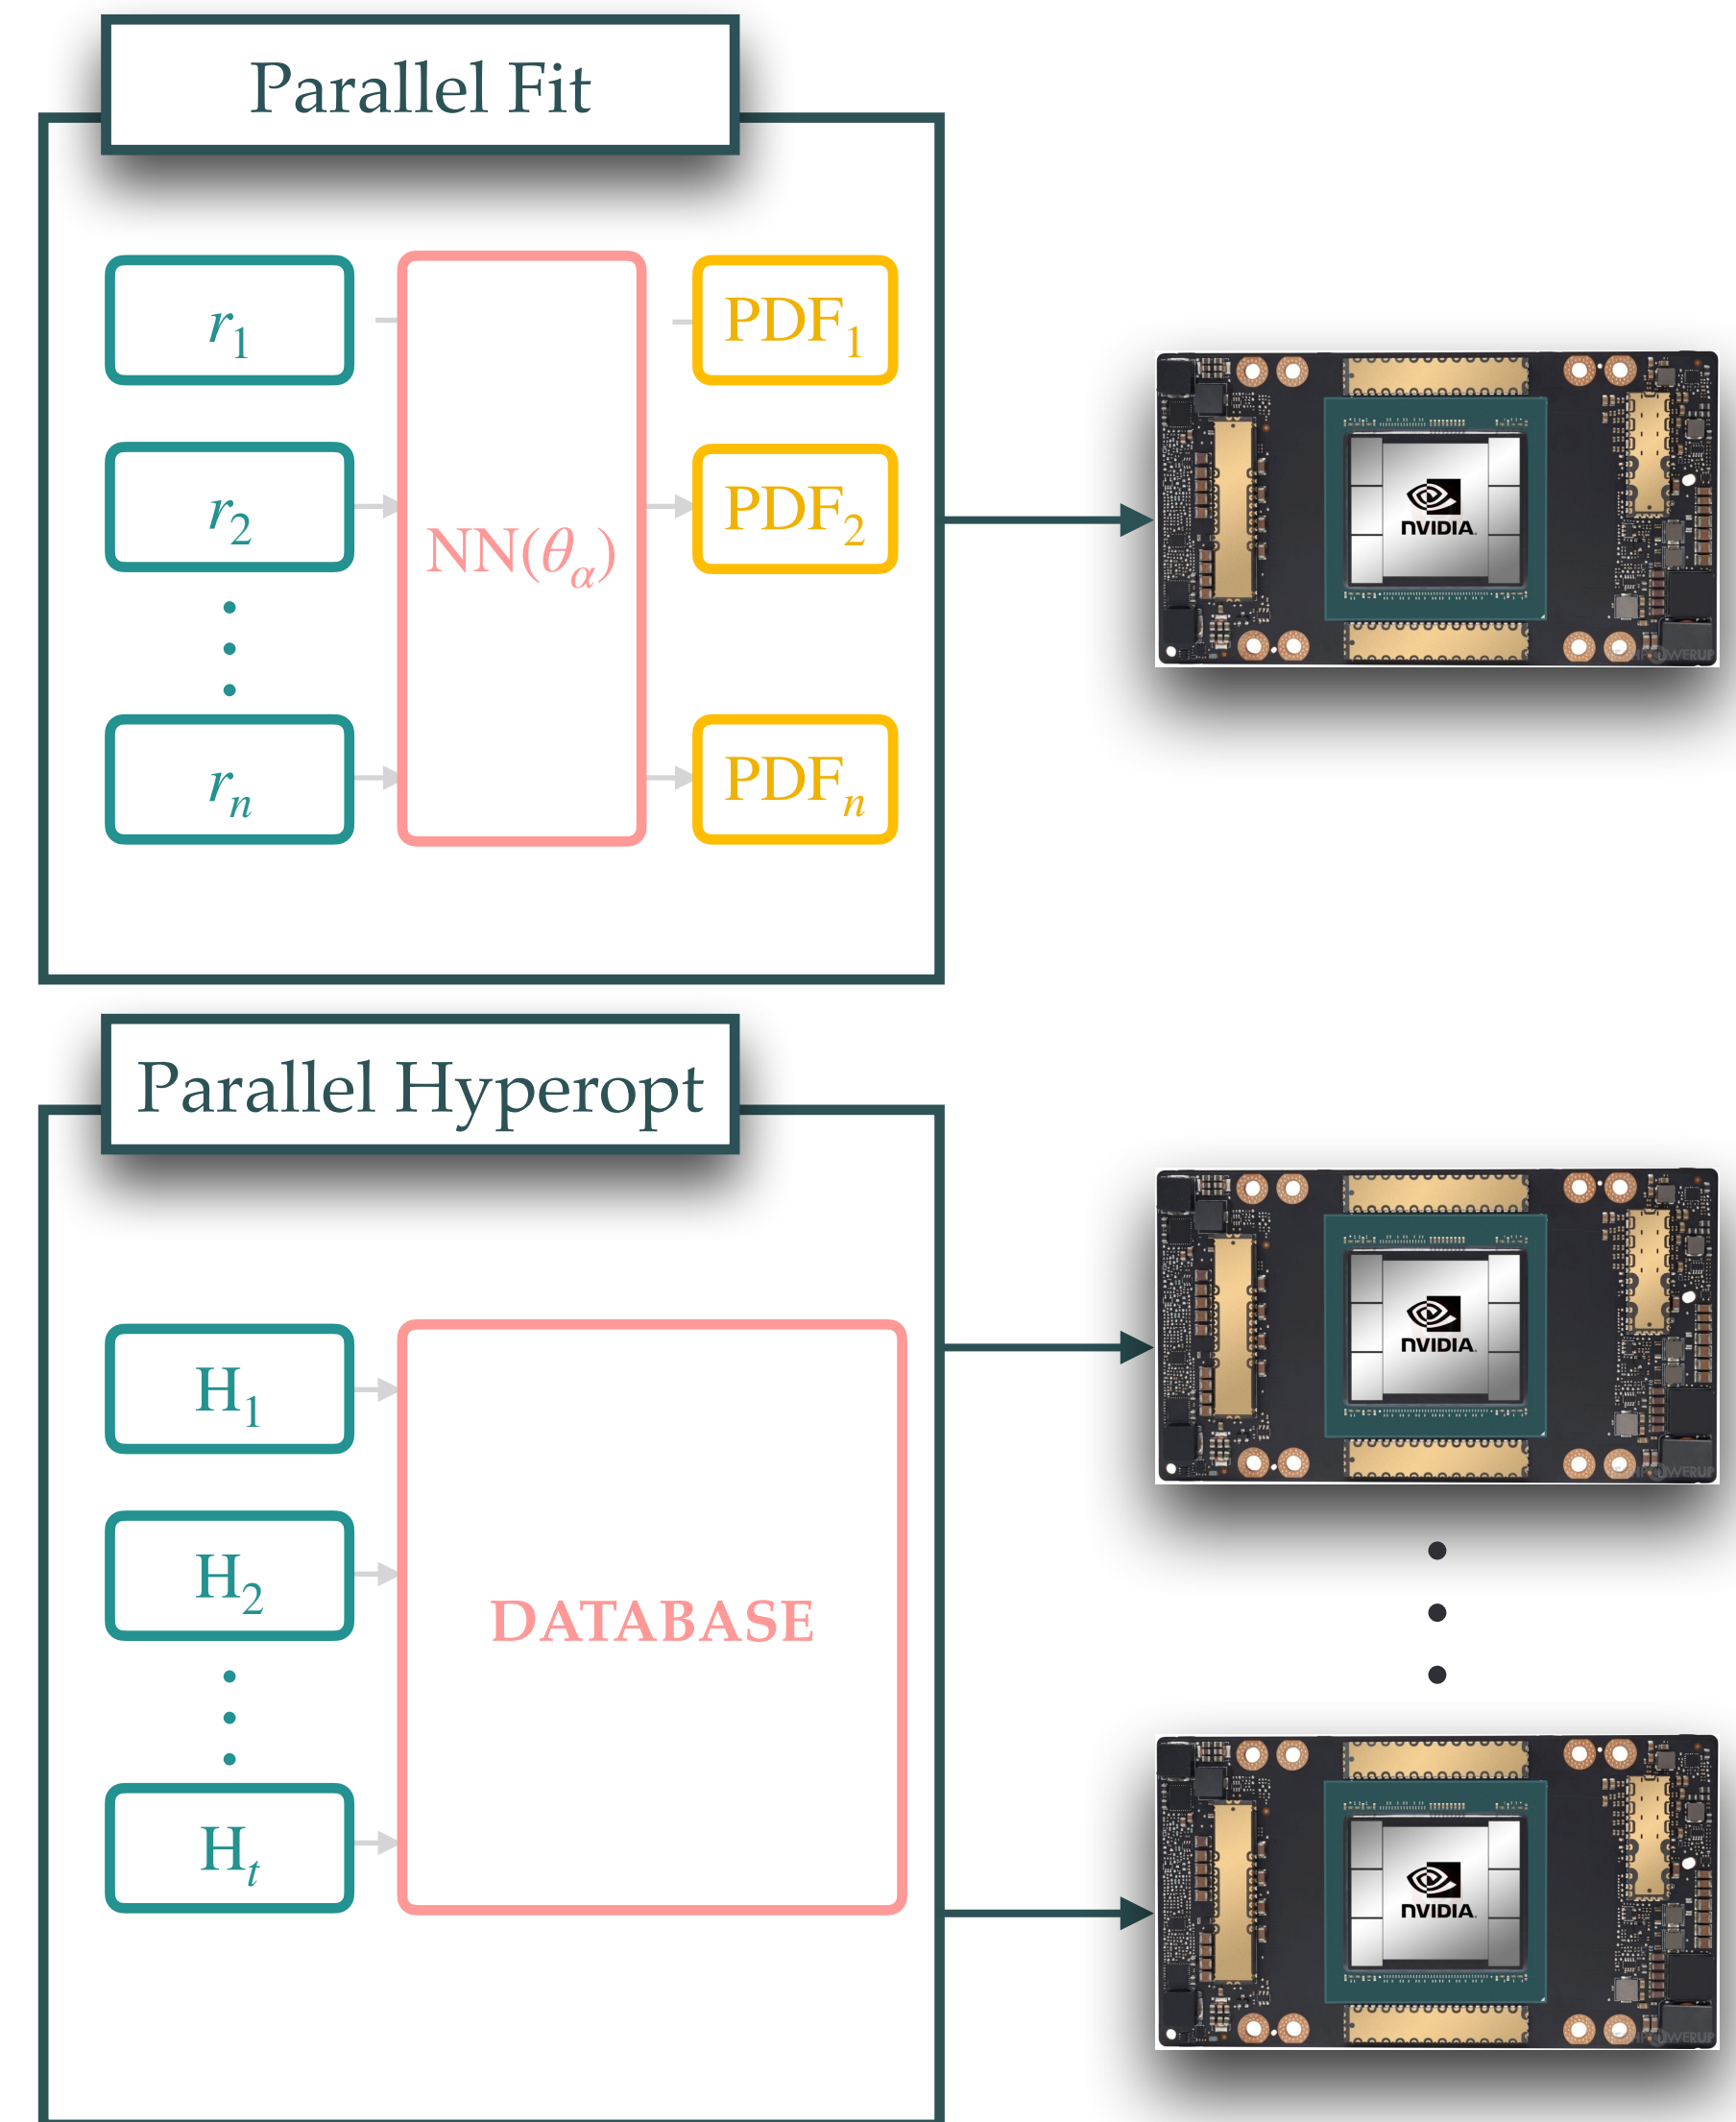 Parallel Fit
r1
PDF1
r2
PDF2
NN(θα)
rn
PDFn
NVIDIA
Parallel Hyperopt
H1
H2
DATABASE
Ht
NVIDIA
NVIDIA